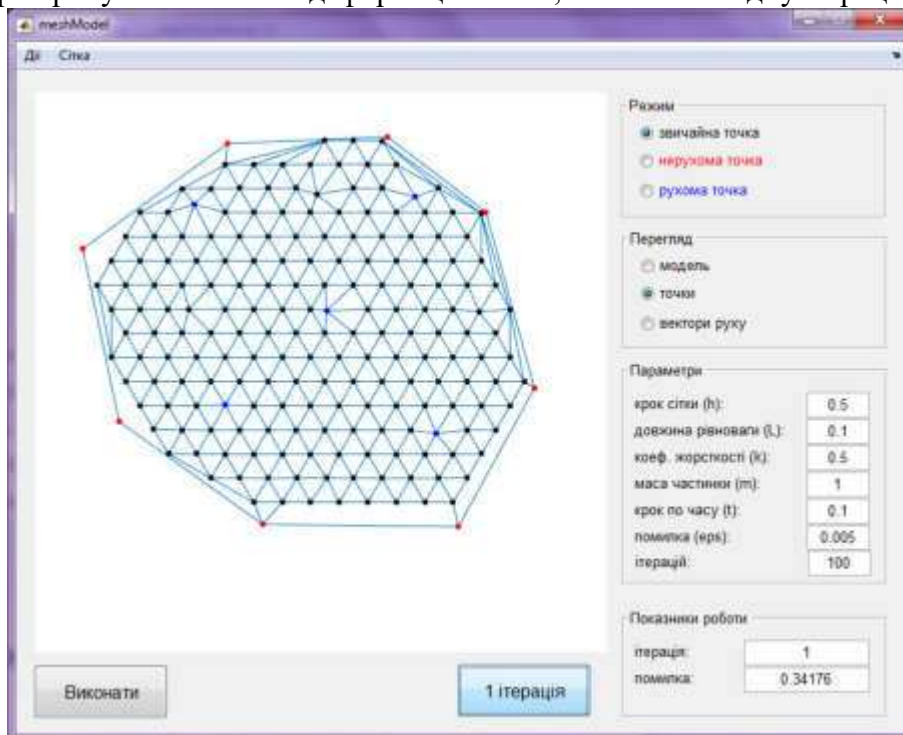 meshModel
Дії Сітка
Режим
звичайна точка
нерухома точка
рухома точка
Перегляд
модель
точки
вектори руху
Параметри
крок сітки (h): 0.5
довжина рівноваги (L): 0.1
коеф. жорсткості (k): 0.5
маса частинки (m): 1
крок по часу (t): 0.1
помилка (eps): 0.005
ітерацій: 100
Показники роботи
ітерація: 1
помилка: 0.34176
Виконати
1 ітерація